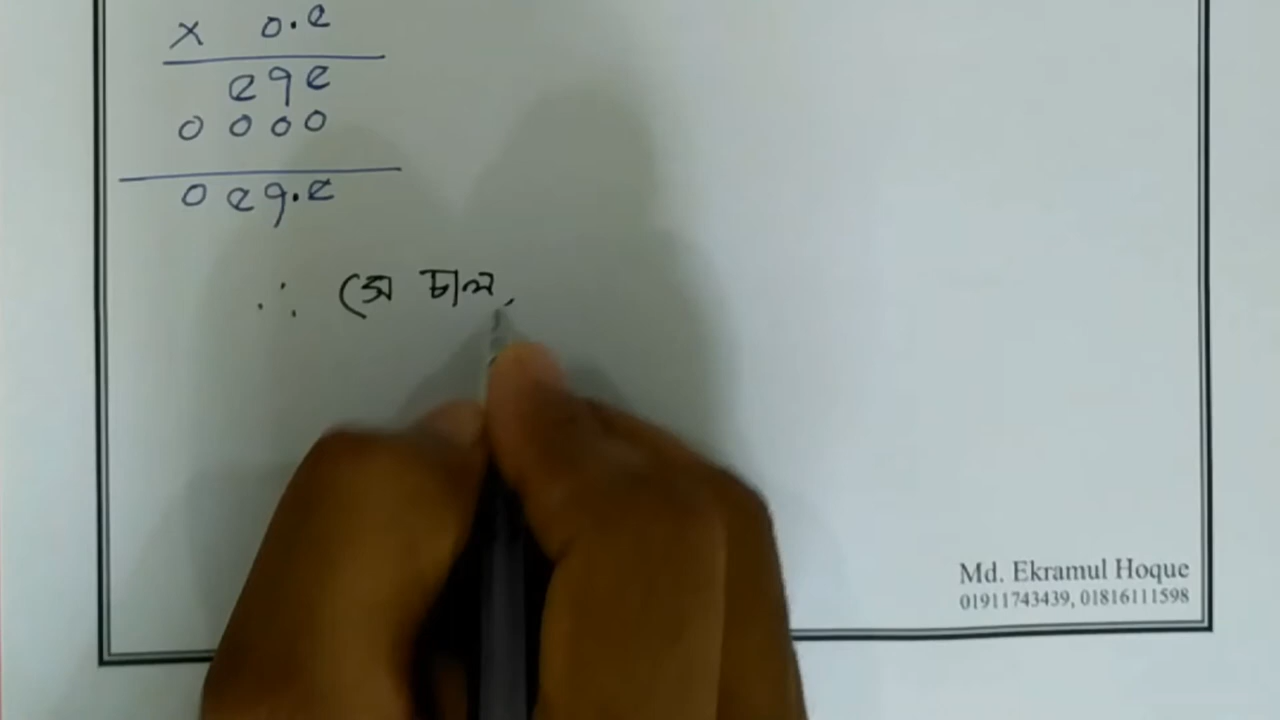 × ০.৫
৫৭৫
০০০০
০৫৭.৫
∴ সে চাল
Md. Ekramul Hoque
01911743439, 01816111598